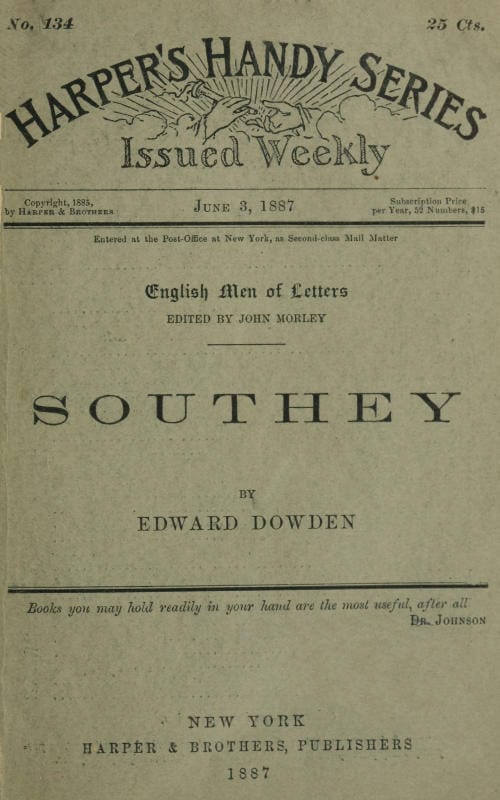 No. 134
25 Cts.
HARPER'S HANDY SERIES
Issued Weekly
Copyright, 1885,
by HARPER & BROTHERS
JUNE 3, 1887
Subscription Price
per Year, 52 Numbers, $15
Entered at the Post-Office at New York, as Second-class Mail Matter
English Men of Letters
EDITED BY JOHN MORLEY
SOUTHEY
BY
EDWARD DOWDEN
Books you may hold readily in your hand are the most useful, after all
DR. JOHNSON
NEW YORK
HARPER & BROTHERS, PUBLISHERS
1887